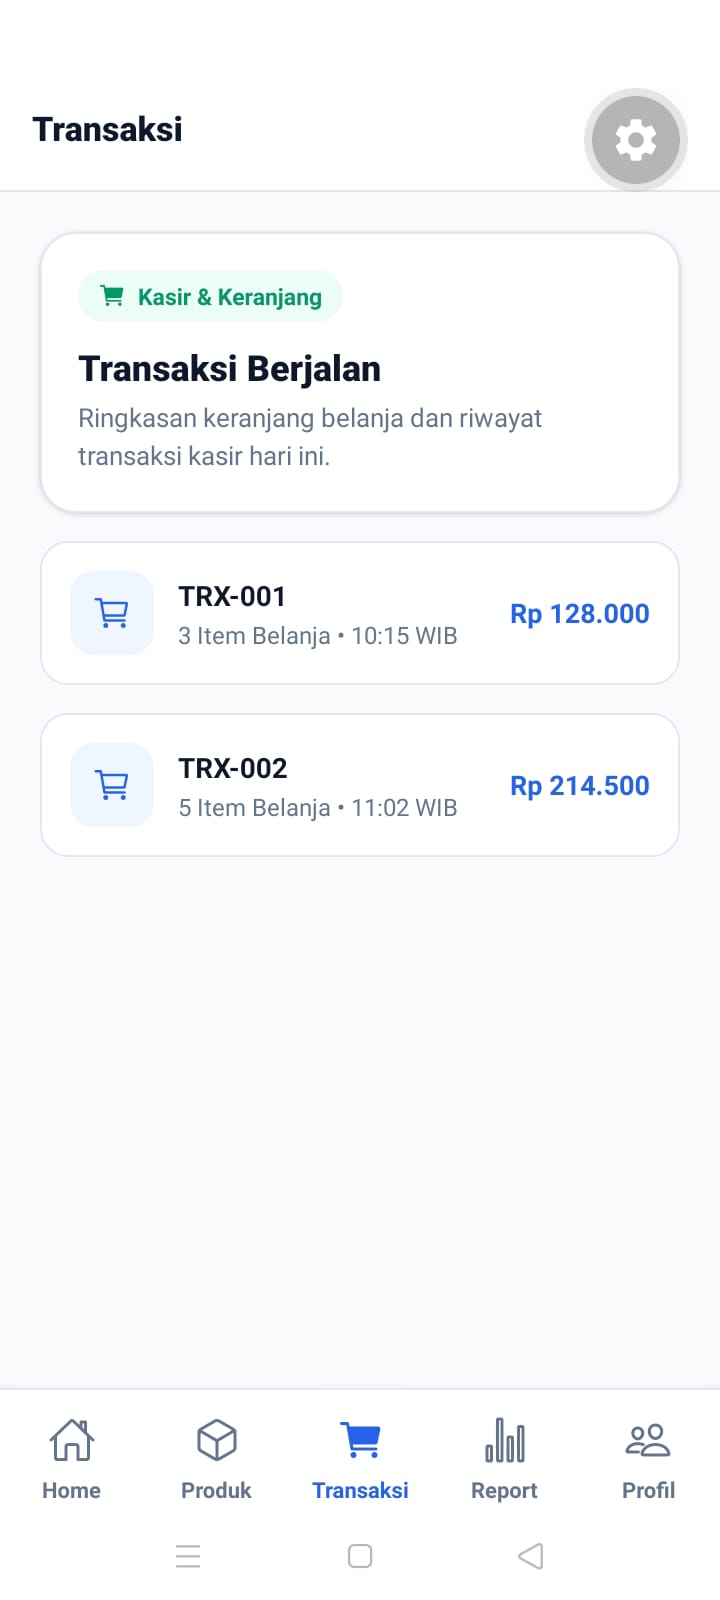 Transaksi
Kasir & Keranjang
Transaksi Berjalan
Ringkasan keranjang belanja dan riwayat
transaksi kasir hari ini.
TRX-001
3 Item Belanja • 10:15 WIB
Rp 128.000
TRX-002
5 Item Belanja • 11:02 WIB
Rp 214.500
Home
Produk
Transaksi
Report
Profil